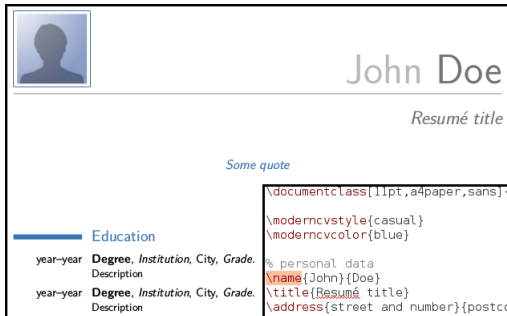 John Doe
Resumé title
Some quote
Education
year–year Degree, Institution, City, Grade.
Description
year–year Degree, Institution, City, Grade.
Description
\documentclass[11pt,a4paper,sans]{
\moderncvstyle{casual}
\moderncvcolor{blue}
% personal data
\name{John}{Doe}
\title{Resumé title}
\address{street and number}{postco